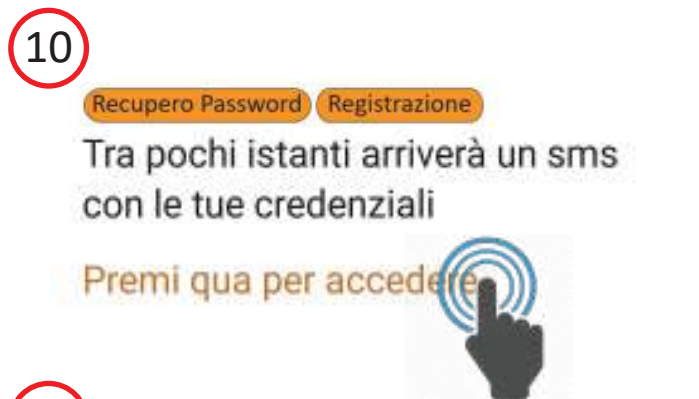 10
Recupero Password Registrazione
Tra pochi istanti arriverà un sms
con le tue credenziali
Premi qua per accedere